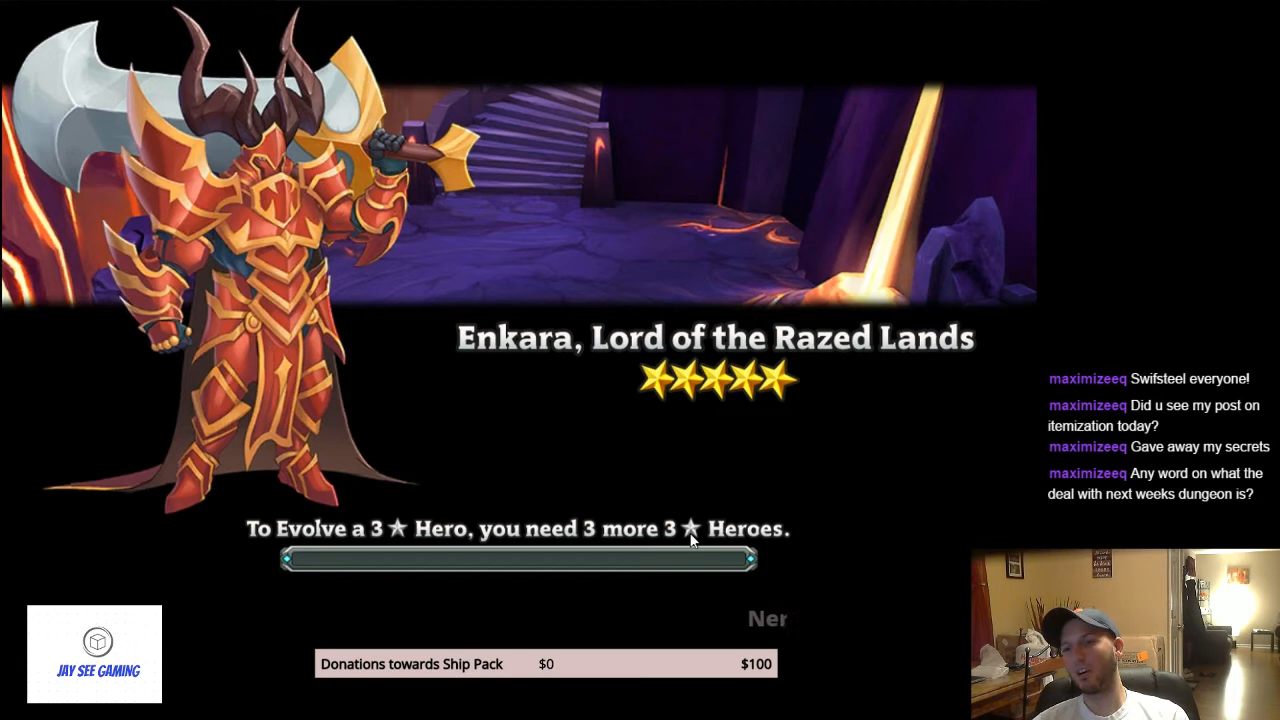 Enkara, Lord of the Razed Lands
maximizeeq Swifsteel everyone!
maximizeeq Did u see my post on
itemization today?
maximizeeq Gave away my secrets
maximizeeq Any word on what the
deal with next weeks dungeon is?
To Evolve a 3 ★ Hero, you need 3 more 3 ★ Heroes.
Ner
JAY SEE GAMING
Donations towards Ship Pack $0 $100